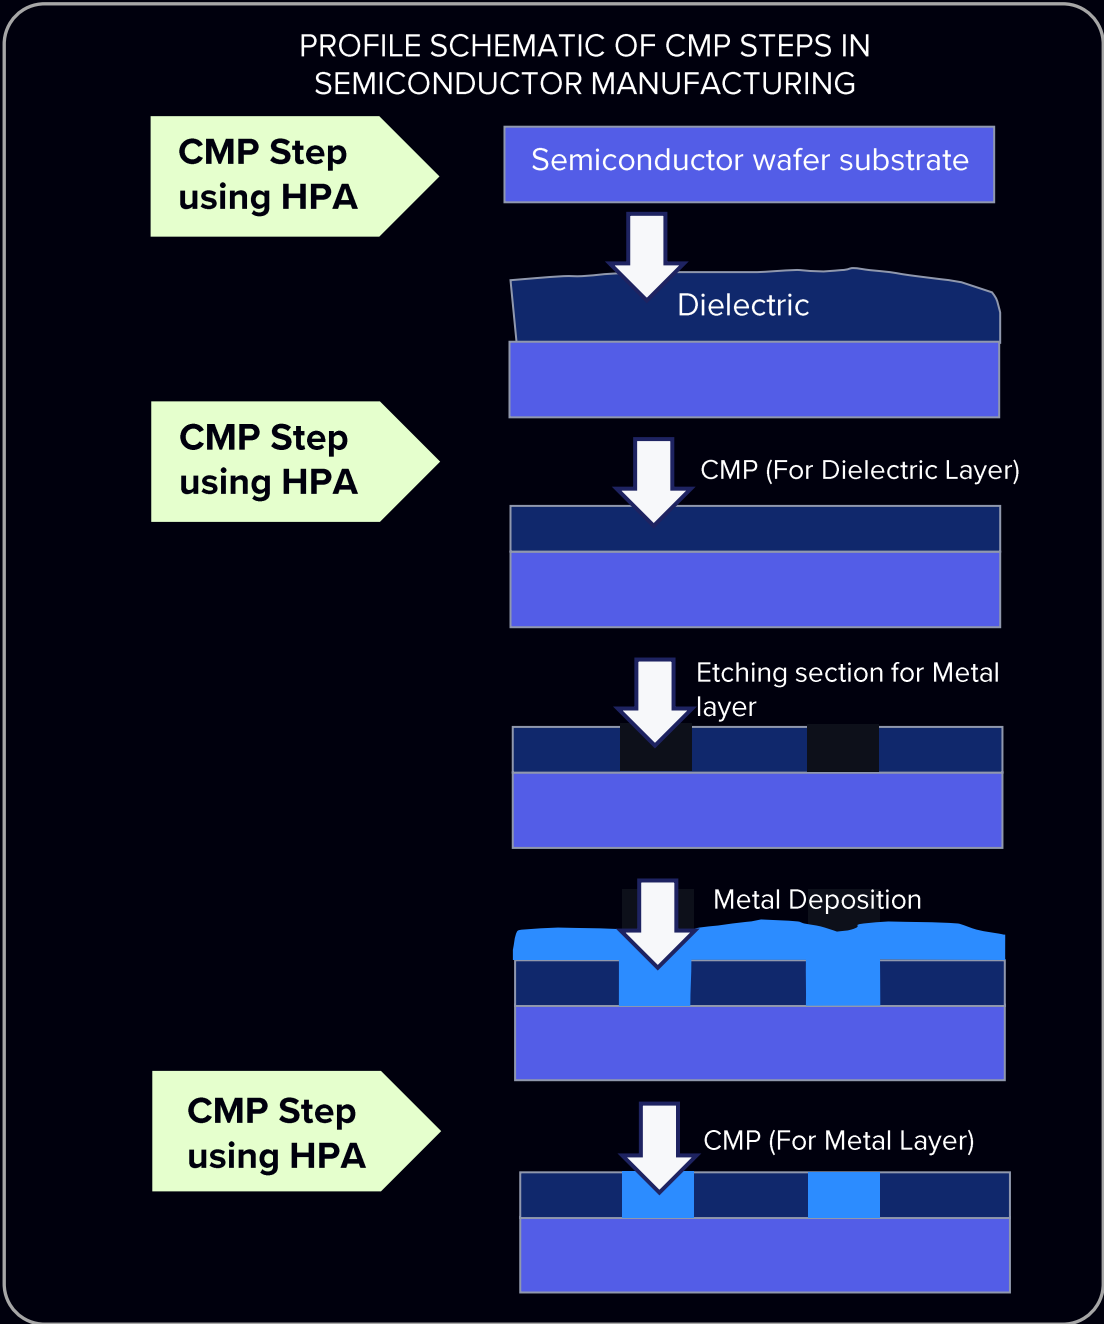 PROFILE SCHEMATIC OF CMP STEPS IN
SEMICONDUCTOR MANUFACTURING
CMP Step
using HPA
Semiconductor wafer substrate
Dielectric
CMP Step
using HPA
CMP (For Dielectric Layer)
Etching section for Metal
layer
Metal Deposition
CMP Step
using HPA
CMP (For Metal Layer)